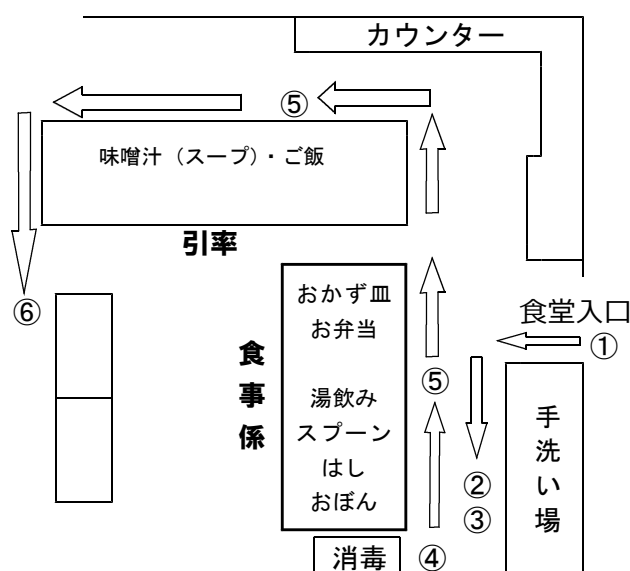 カウンター
⑤
味噌汁（スープ）・ご飯
引率
⑥
おかず皿
お弁当
湯飲み
スプーン
はし
おぼん
食事係
⑤
食堂入口
①
手洗い場
②
③
消毒
④